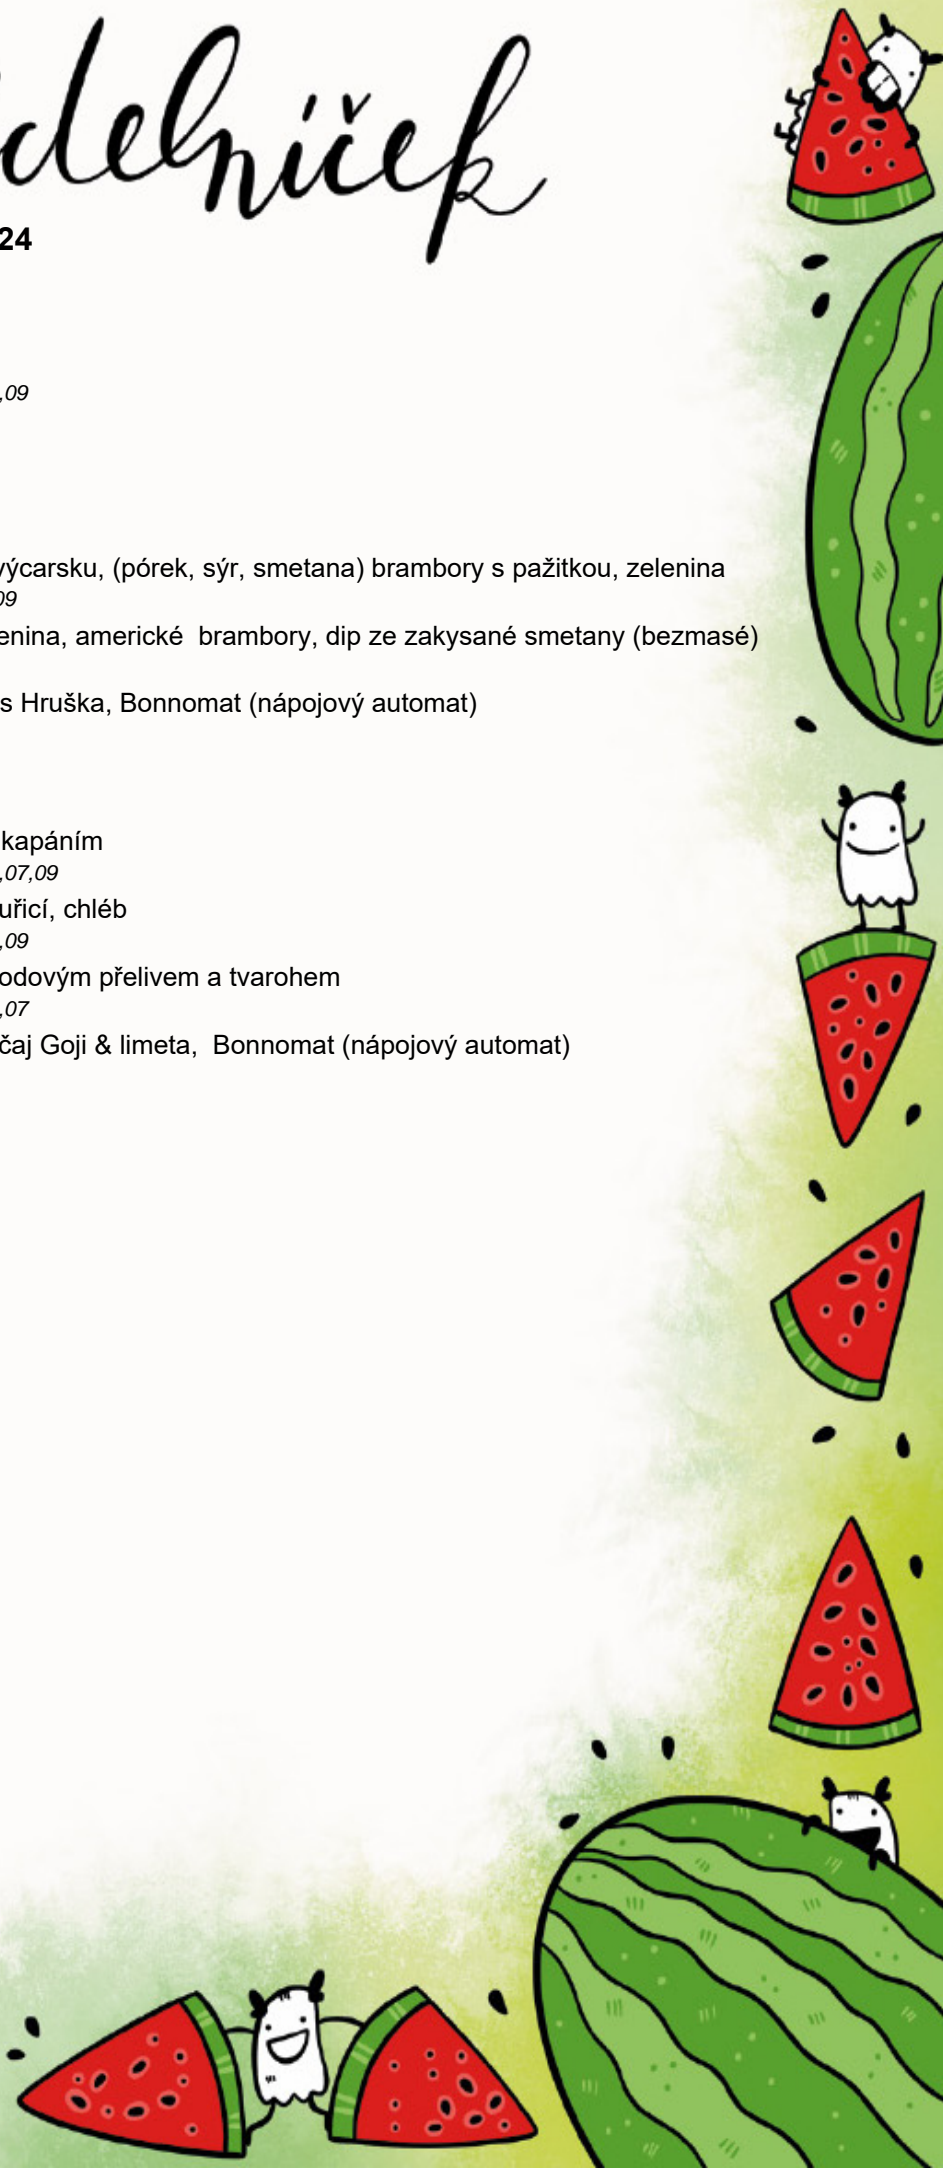 delníček
24
,09
výcarsku, (pórek, sýr, smetana) brambory s pažitkou, zelenina
09
enina, americké  brambory, dip ze zakysané smetany (bezmasé)
s Hruška, Bonnomat (nápojový automat)
kapáním
,07,09
uřicí, chléb
,09
odovým přelivem a tvarohem
,07
čaj Goji & limeta,  Bonnomat (nápojový automat)